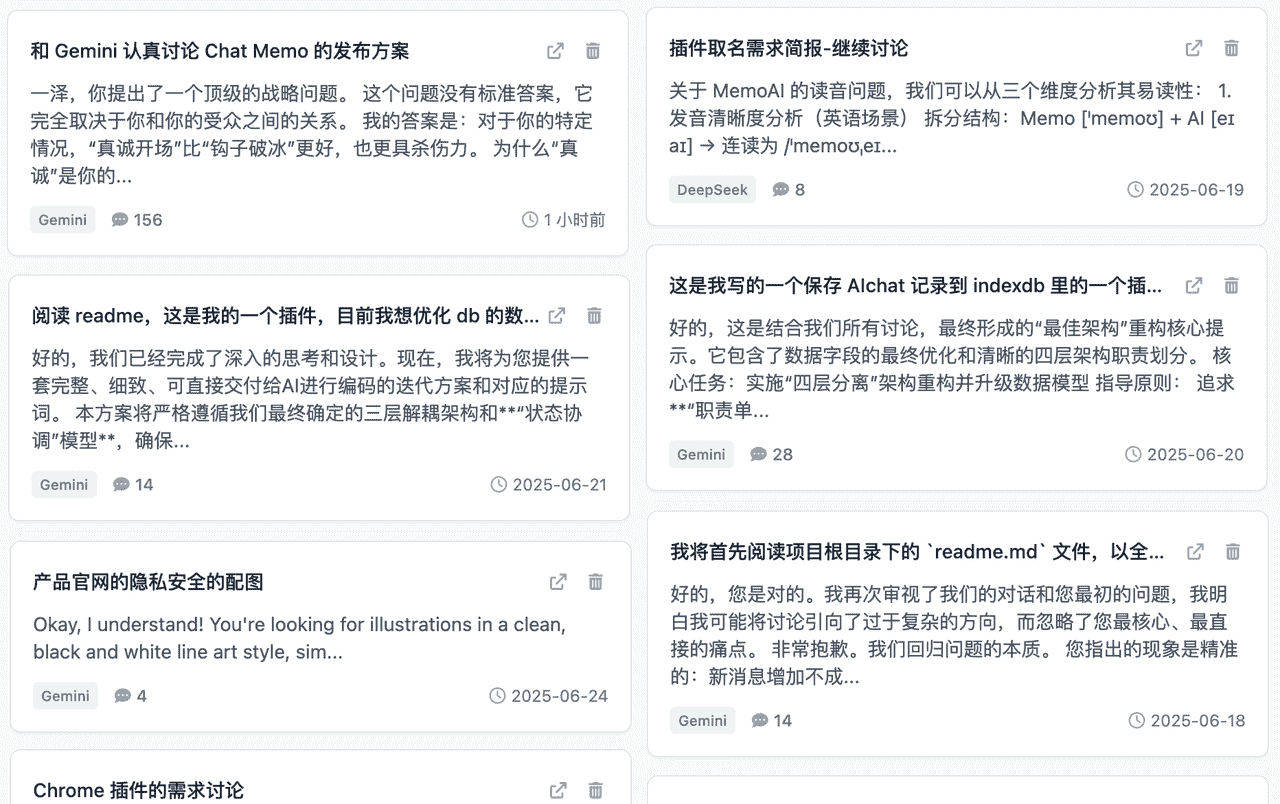 和 Gemini 认真讨论 Chat Memo 的发布方案
一泽，你提出了一个顶级的战略问题。 这个问题没有标准答案，它
完全取决于你和你的受众之间的关系。 我的答案是：对于你的特定
情况，“真诚开场”比“钩子破冰”更好，也更具杀伤力。 为什么“真
诚”是你的...
Gemini 156 1 小时前
阅读 readme，这是我的一个插件，目前我想优化 db 的数...
好的，我们已经完成了深入的思考和设计。现在，我将为您提供一
套完整、细致、可直接交付给AI进行编码的迭代方案和对应的提示
词。 本方案将严格遵循我们最终确定的三层解耦架构和**“状态协
调”模型**，确保...
Gemini 14 2025-06-21
产品官网的隐私安全的配图
Okay, I understand! You're looking for illustrations in a clean,
black and white line art style, sim...
Gemini 4 2025-06-24
Chrome 插件的需求讨论
插件取名需求简报-继续讨论
关于 MemoAI 的读音问题，我们可以从三个维度分析其易读性： 1.
发音清晰度分析（英语场景） 拆分结构：Memo [ˈmemoʊ] + AI [eɪ
aɪ] → 连读为 /ˈmemoʊˌeɪ...
DeepSeek 8 2025-06-19
这是我写的一个保存 AIchat 记录到 indexdb 里的一个插...
好的，这是结合我们所有讨论，最终形成的“最佳架构”重构核心提
示。它包含了数据字段的最终优化和清晰的四层架构职责划分。 核
心任务：实施“四层分离”架构重构并升级数据模型 指导原则： 追求
**“职责单...
Gemini 28 2025-06-20
我将首先阅读项目根目录下的 `readme.md` 文件，以全...
好的，您是对的。我再次审视了我们的对话和您最初的问题，我明
白我可能将讨论引向了过于复杂的方向，而忽略了您最核心、最直
接的痛点。 非常抱歉。我们回归问题的本质。 您指出的现象是精准
的：新消息增加不成...
Gemini 14 2025-06-18